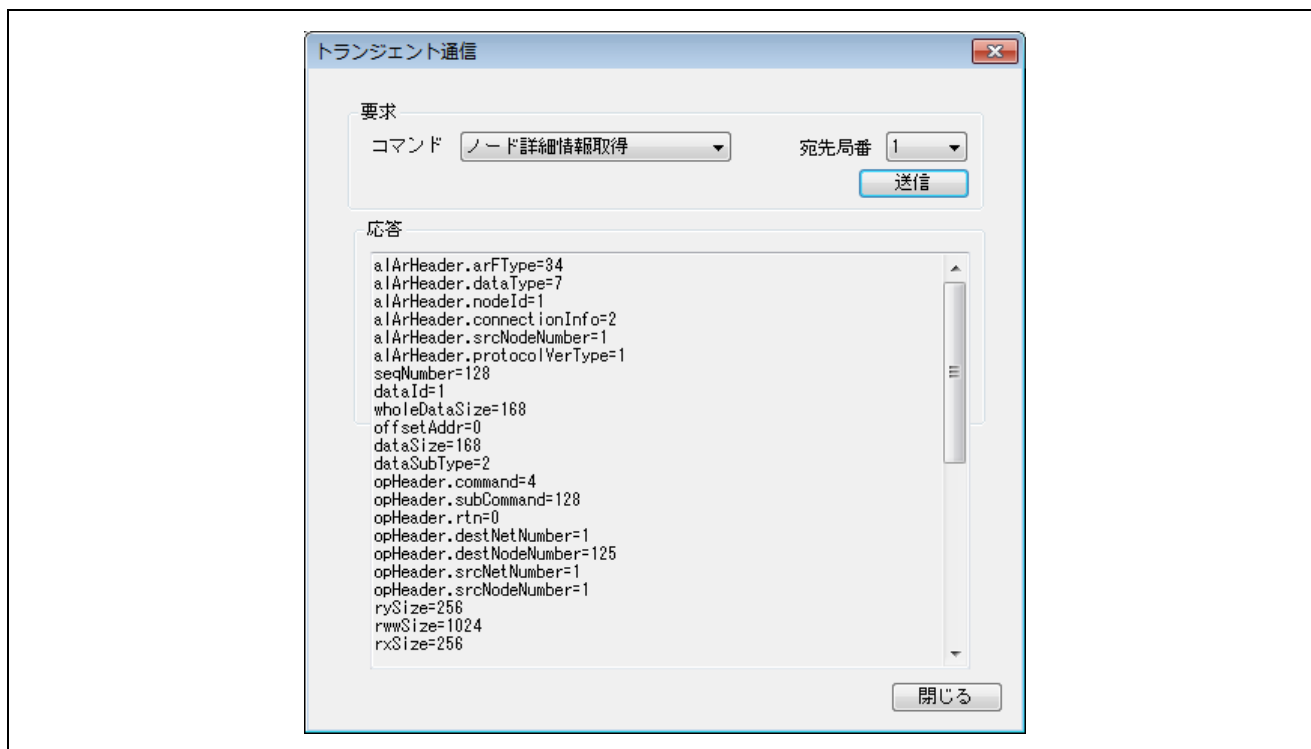 トランジェント通信
要求
コマンド ノード詳細情報取得 宛先局番 1
送信
応答
alArHeader.arFType=34
alArHeader.dataType=7
alArHeader.nodeId=1
alArHeader.connectionInfo=2
alArHeader.srcNodeNumber=1
alArHeader.protocolVerType=1
seqNumber=128
dataId=1
wholeDataSize=168
offsetAddr=0
dataSize=168
dataSubType=2
opHeader.command=4
opHeader.subCommand=128
opHeader.rtn=0
opHeader.destNetNumber=1
opHeader.destNodeNumber=125
opHeader.srcNetNumber=1
opHeader.srcNodeNumber=1
rySize=256
rwwSize=1024
rxSize=256
閉じる